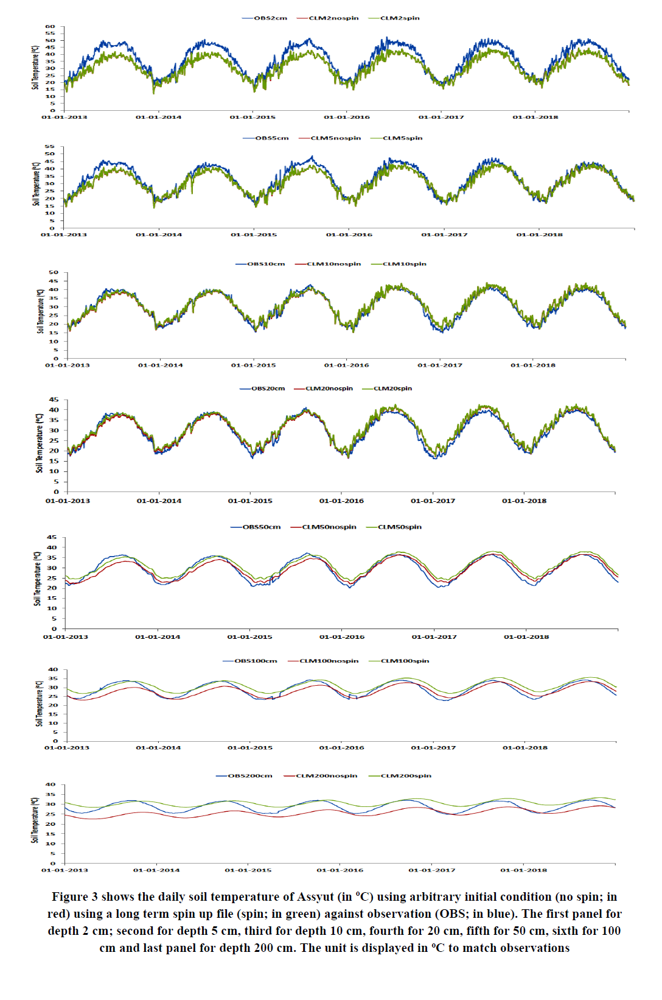 OBS2cm CLM2nospin CLM2spin
Soil Temperature (ºC)
60
55
50
45
40
35
30
25
20
15
10
5
0
01-01-2013 01-01-2014 01-01-2015 01-01-2016 01-01-2017 01-01-2018
OBS5cm CLM5nospin CLM5spin
Soil Temperature (ºC)
55
50
45
40
35
30
25
20
15
10
5
0
01-01-2013 01-01-2014 01-01-2015 01-01-2016 01-01-2017 01-01-2018
OBS10cm CLM10nospin CLM10spin
Soil Temperature (ºC)
50
45
40
35
30
25
20
15
10
5
0
01-01-2013 01-01-2014 01-01-2015 01-01-2016 01-01-2017 01-01-2018
OBS20cm CLM20nospin CLM20spin
Soil Temperature (ºC)
45
40
35
30
25
20
15
10
5
0
01-01-2013 01-01-2014 01-01-2015 01-01-2016 01-01-2017 01-01-2018
OBS50cm CLM50nospin CLM50spin
Soil Temperature (ºC)
45
40
35
30
25
20
15
10
5
0
01-01-2013 01-01-2014 01-01-2015 01-01-2016 01-01-2017 01-01-2018
OBS100cm CLM100nospin CLM100spin
Soil Temperature (ºC)
40
35
30
25
20
15
10
5
0
01-01-2013 01-01-2014 01-01-2015 01-01-2016 01-01-2017 01-01-2018
OBS200cm CLM200nospin CLM200spin
Soil Temperature (ºC)
40
35
30
25
20
15
10
5
0
01-01-2013 01-01-2014 01-01-2015 01-01-2016 01-01-2017 01-01-2018
Figure 3 shows the daily soil temperature of Assyut (in ºC) using arbitrary initial condition (no spin; in
red) using a long term spin up file (spin; in green) against observation (OBS; in blue). The first panel for
depth 2 cm; second for depth 5 cm, third for depth 10 cm, fourth for 20 cm, fifth for 50 cm, sixth for 100
cm and last panel for depth 200 cm. The unit is displayed in ºC to match observations